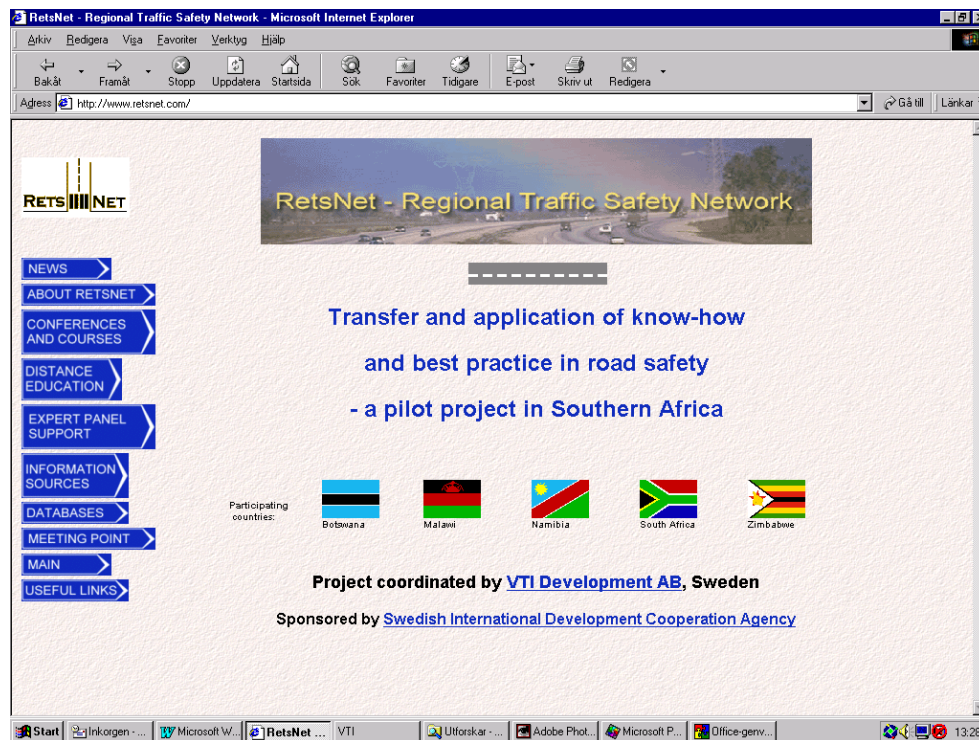 RetsNet - Regional Traffic Safety Network - Microsoft Internet Explorer
Arkiv Redigera Visa Favoriter Verktyg Hjälp
Bakåt Framåt Stopp Uppdatera Startsida Sök Favoriter Tidigare E-post Skriv ut Redigera
Adress http://www.retsnet.com/ Gå till Länkar
RETS NET
RetsNet - Regional Traffic Safety Network
NEWS
ABOUT RETSNET
CONFERENCES
AND COURSES
DISTANCE
EDUCATION
EXPERT PANEL
SUPPORT
INFORMATION
SOURCES
DATABASES
MEETING POINT
MAIN
USEFUL LINKS
Transfer and application of know-how
and best practice in road safety
- a pilot project in Southern Africa
Participating
countries:
Botswana Malawi Namibia South Africa Zimbabwe
Project coordinated by VTI Development AB, Sweden
Sponsored by Swedish International Development Cooperation Agency
Start Inkorgen - ... Microsoft W... RetsNet ... VTI Utforskar - ... Adobe Phot... Microsoft P... Office-genv...